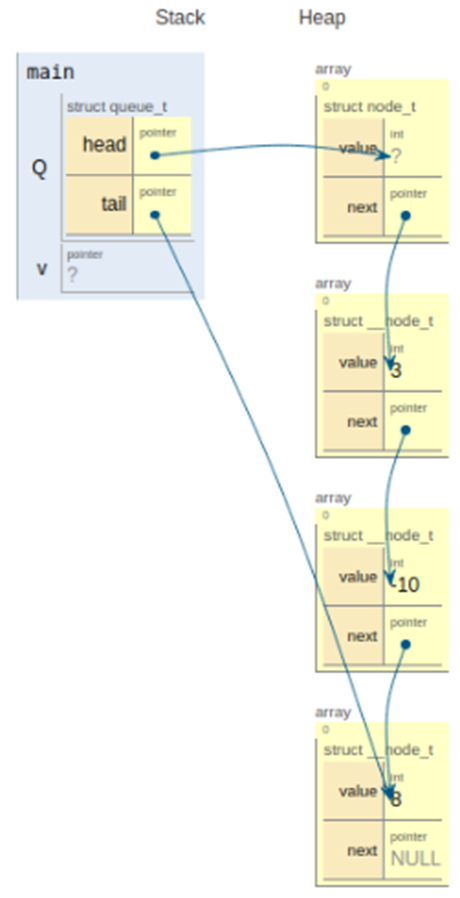 Stack Heap
main
struct queue_t
Q
head
pointer
tail
pointer
v
pointer
?
array
0
struct node_t
value
int
?
next
pointer
array
0
struct __node_t
value
int
3
next
pointer
array
0
struct __node_t
value
int
-10
next
pointer
array
0
struct __node_t
value
int
8
next
pointer
NULL